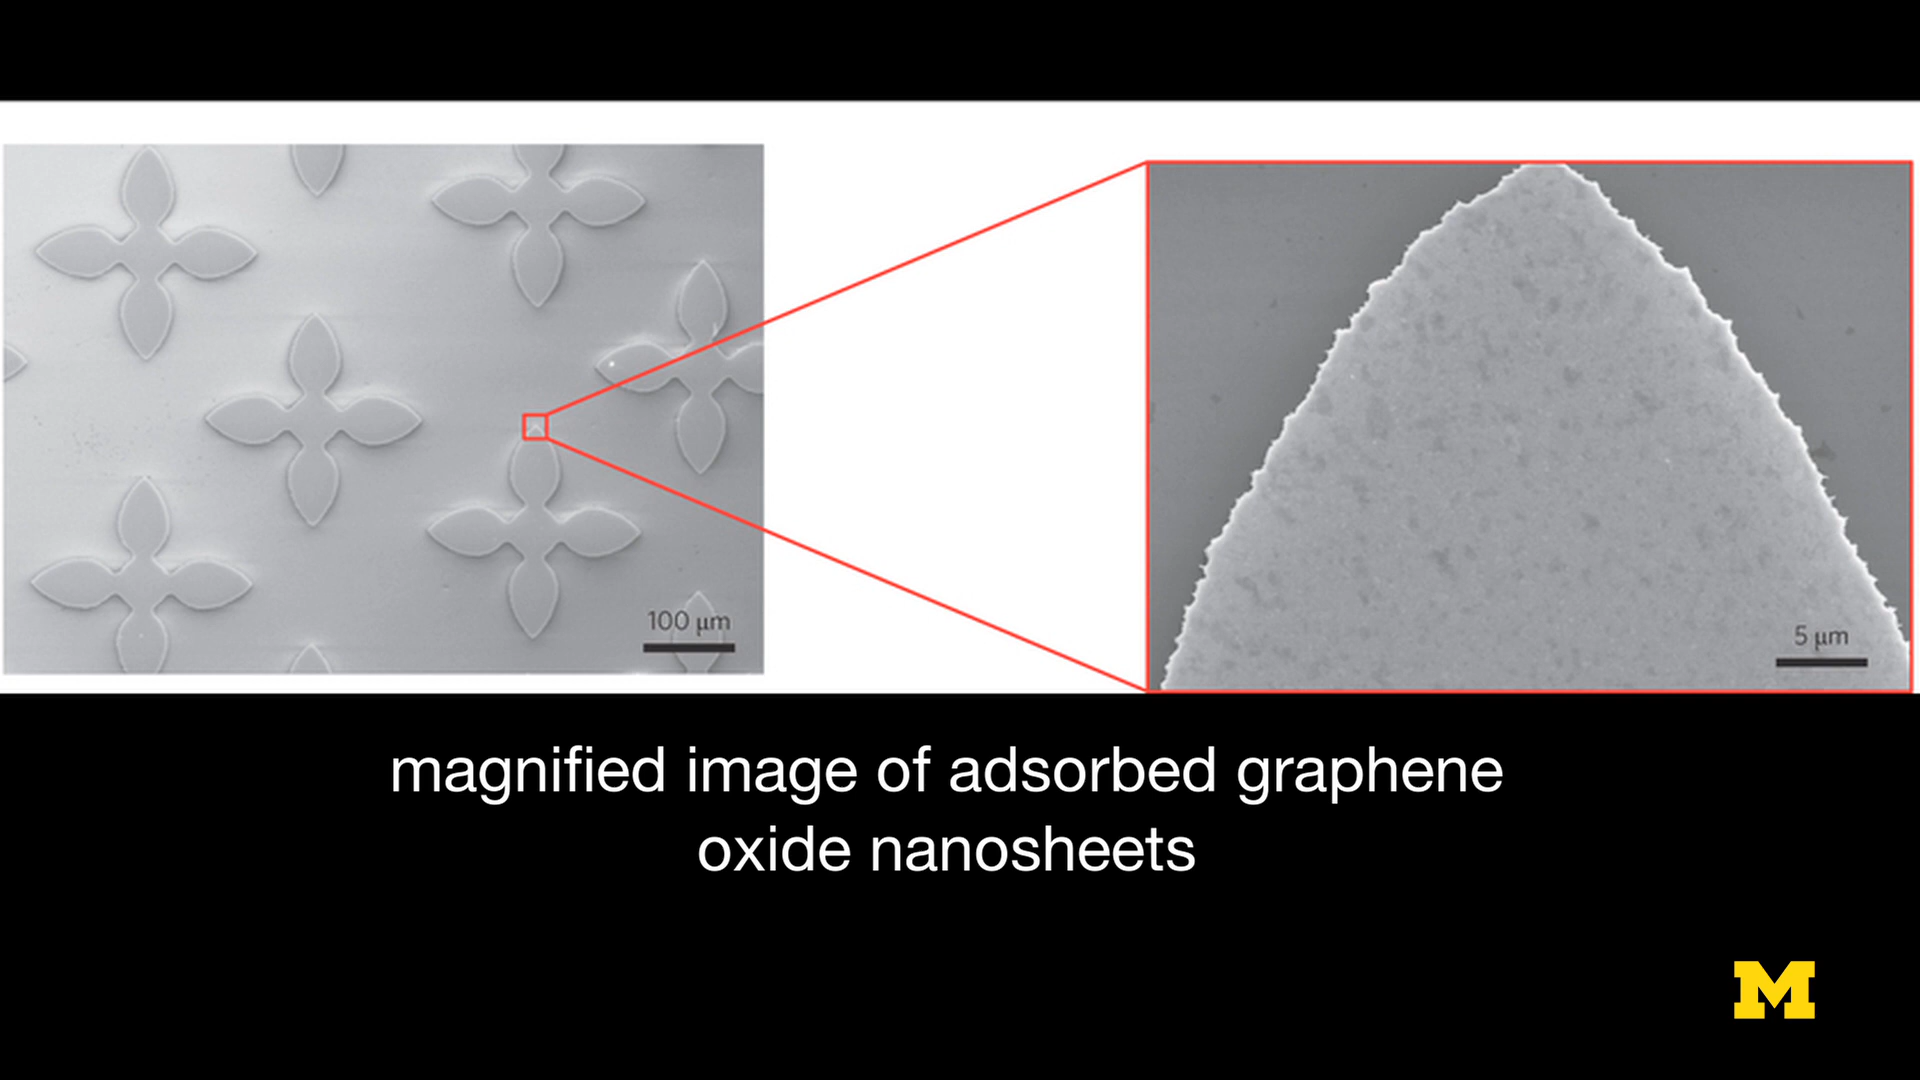 100 μm
5 μm
magnified image of adsorbed graphene
oxide nanosheets
M